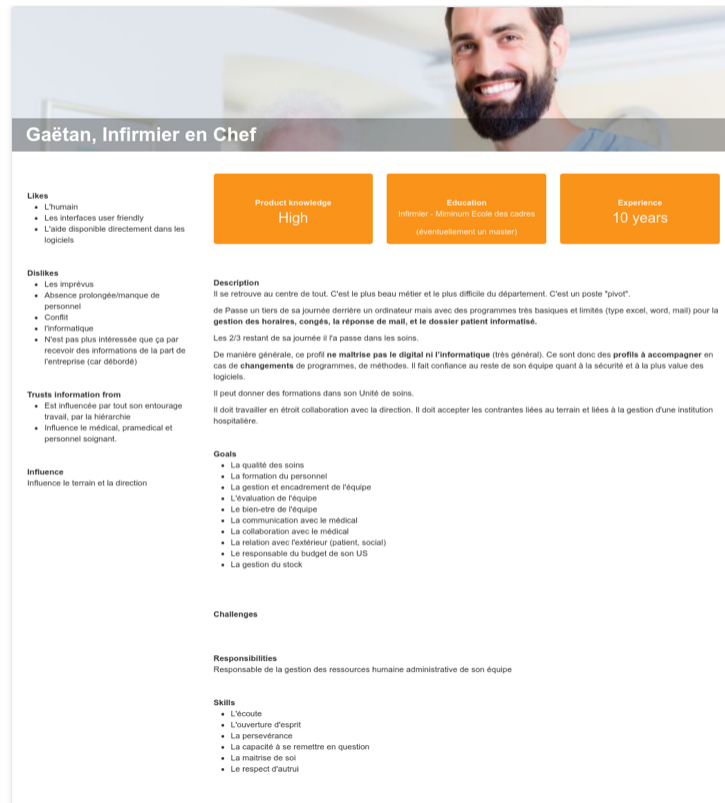 Gaëtan, Infirmier en Chef
Likes
• L'humain
• Les interfaces user friendly
• L'aide disponible directement dans les
logiciels
Dislikes
• Les imprévus
• Absence prolongée/manque de
personnel
• Conflit
• l'informatique
• N'est pas plus intéressée que ça par
recevoir des informations de la part de
l'entreprise (car débordé)
Trusts information from
• Est influencée par tout son entourage
travail, par la hiérarchie
• Influence le médical, pramedical et
personnel soignant.
Influence
Influence le terrain et la direction
Product knowledge
High
Education
Infirmier - Miminum Ecole des cadres
(éventuellement un master)
Experience
10 years
Description
Il se retrouve au centre de tout. C'est le plus beau métier et le plus difficile du département. C'est un poste "pivot".
de Passe un tiers de sa journée derrière un ordinateur mais avec des programmes très basiques et limités (type excel, word, mail) pour la
gestion des horaires, congés, la réponse de mail, et le dossier patient informatisé.
Les 2/3 restant de sa journée il l'a passe dans les soins.
De manière générale, ce profil ne maîtrise pas le digital ni l'informatique (très général). Ce sont donc des profils à accompagner en
cas de changements de programmes, de méthodes. Il fait confiance au reste de son équipe quant à la sécurité et à la plus value des
logiciels.
Il peut donner des formations dans son Unité de soins.
Il doit travailler en étroit collaboration avec la direction. Il doit accepter les contrantes liées au terrain et liées à la gestion d'une institution
hospitalière.
Goals
• La qualité des soins
• La formation du personnel
• La gestion et encadrement de l'équipe
• L'évaluation de l'équipe
• Le bien-etre de l'équipe
• La communication avec le médical
• La collaboration avec le médical
• La relation avec l'extérieur (patient, social)
• Le responsable du budget de son US
• La gestion du stock
Challenges
Responsibilities
Responsable de la gestion des ressources humaine administrative de son équipe
Skills
• L'écoute
• L'ouverture d'esprit
• La persevérance
• La capacité à se remettre en question
• La maitrise de soi
• Le respect d'autrui